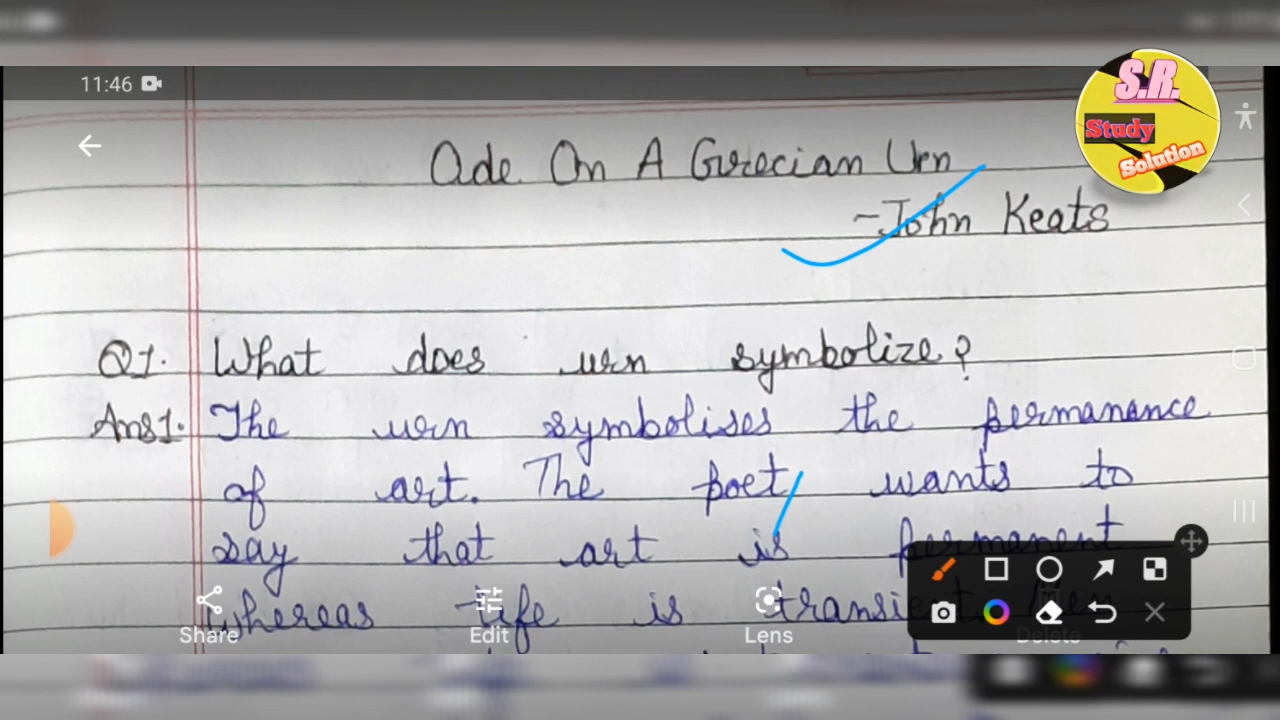 11:46
S.R.
Study
Solution
Ode On A Grecian Urn
-John Keats
Q1. What does urn symbolize?
Ans1. The urn symbolises the permanance
of art. The poet wants to
say that art is permanent
whereas life is transient.
Share Edit Lens Delete